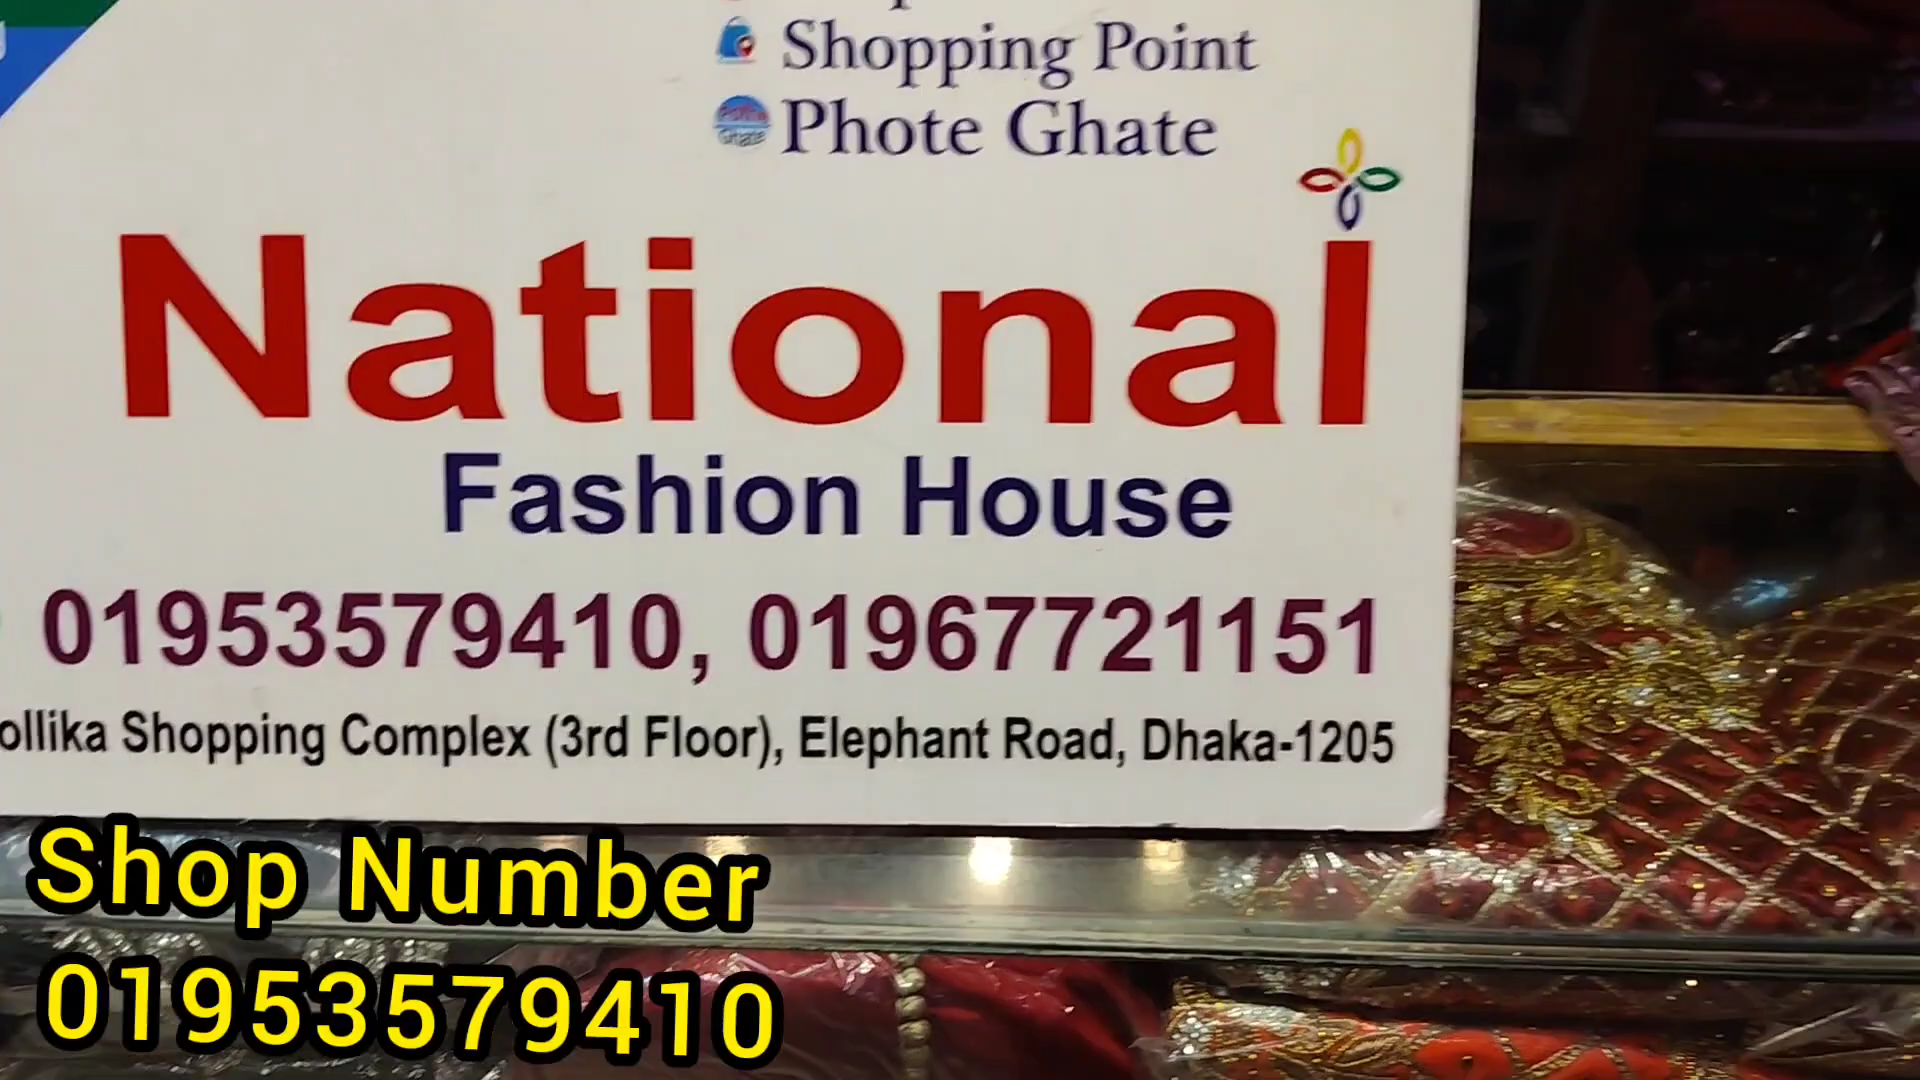 Shopping Point
Phote Ghate
National
Fashion House
01953579410, 01967721151
ollika Shopping Complex (3rd Floor), Elephant Road, Dhaka-1205
Shop Number
01953579410